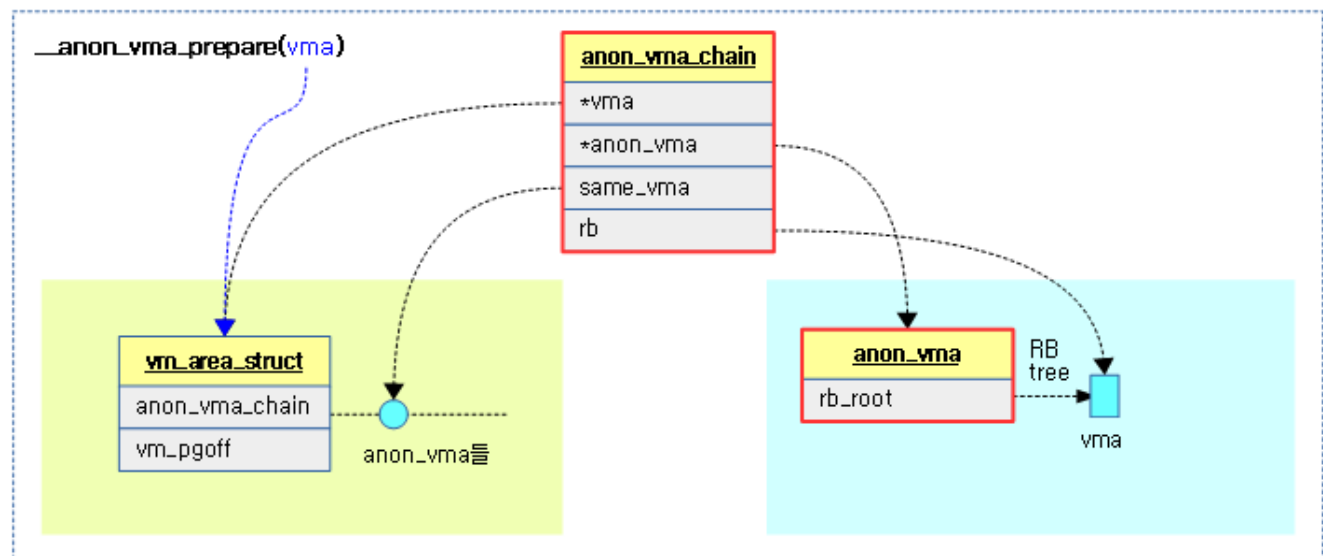 __anon_vma_prepare(vma)
anon_vma_chain
*vma
*anon_vma
same_vma
rb
vm_area_struct
anon_vma_chain
vm_pgoff
anon_vma들
anon_vma
rb_root
RB
tree
vma